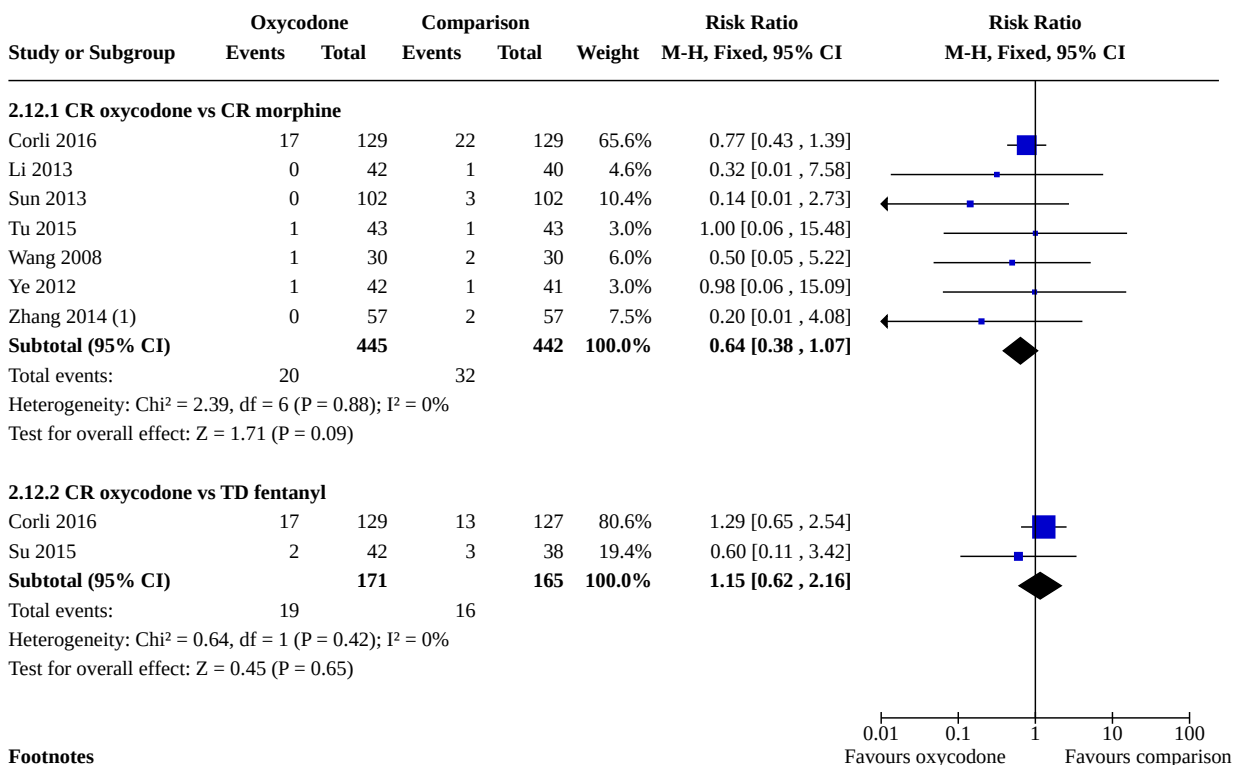 Oxycodone Comparison Risk Ratio Risk Ratio
Study or Subgroup Events Total Events Total Weight M-H, Fixed, 95% CI M-H, Fixed, 95% CI
2.12.1 CR oxycodone vs CR morphine
Corli 2016 17 129 22 129 65.6% 0.77 [0.43 , 1.39]
Li 2013 0 42 1 40 4.6% 0.32 [0.01 , 7.58]
Sun 2013 0 102 3 102 10.4% 0.14 [0.01 , 2.73]
Tu 2015 1 43 1 43 3.0% 1.00 [0.06 , 15.48]
Wang 2008 1 30 2 30 6.0% 0.50 [0.05 , 5.22]
Ye 2012 1 42 1 41 3.0% 0.98 [0.06 , 15.09]
Zhang 2014 (1) 0 57 2 57 7.5% 0.20 [0.01 , 4.08]
Subtotal (95% CI) 445 442 100.0% 0.64 [0.38 , 1.07]
Total events: 20 32
Heterogeneity: Chi² = 2.39, df = 6 (P = 0.88); I² = 0%
Test for overall effect: Z = 1.71 (P = 0.09)
2.12.2 CR oxycodone vs TD fentanyl
Corli 2016 17 129 13 127 80.6% 1.29 [0.65 , 2.54]
Su 2015 2 42 3 38 19.4% 0.60 [0.11 , 3.42]
Subtotal (95% CI) 171 165 100.0% 1.15 [0.62 , 2.16]
Total events: 19 16
Heterogeneity: Chi² = 0.64, df = 1 (P = 0.42); I² = 0%
Test for overall effect: Z = 0.45 (P = 0.65)
0.01 0.1 1 10 100
Footnotes Favours oxycodone Favours comparison